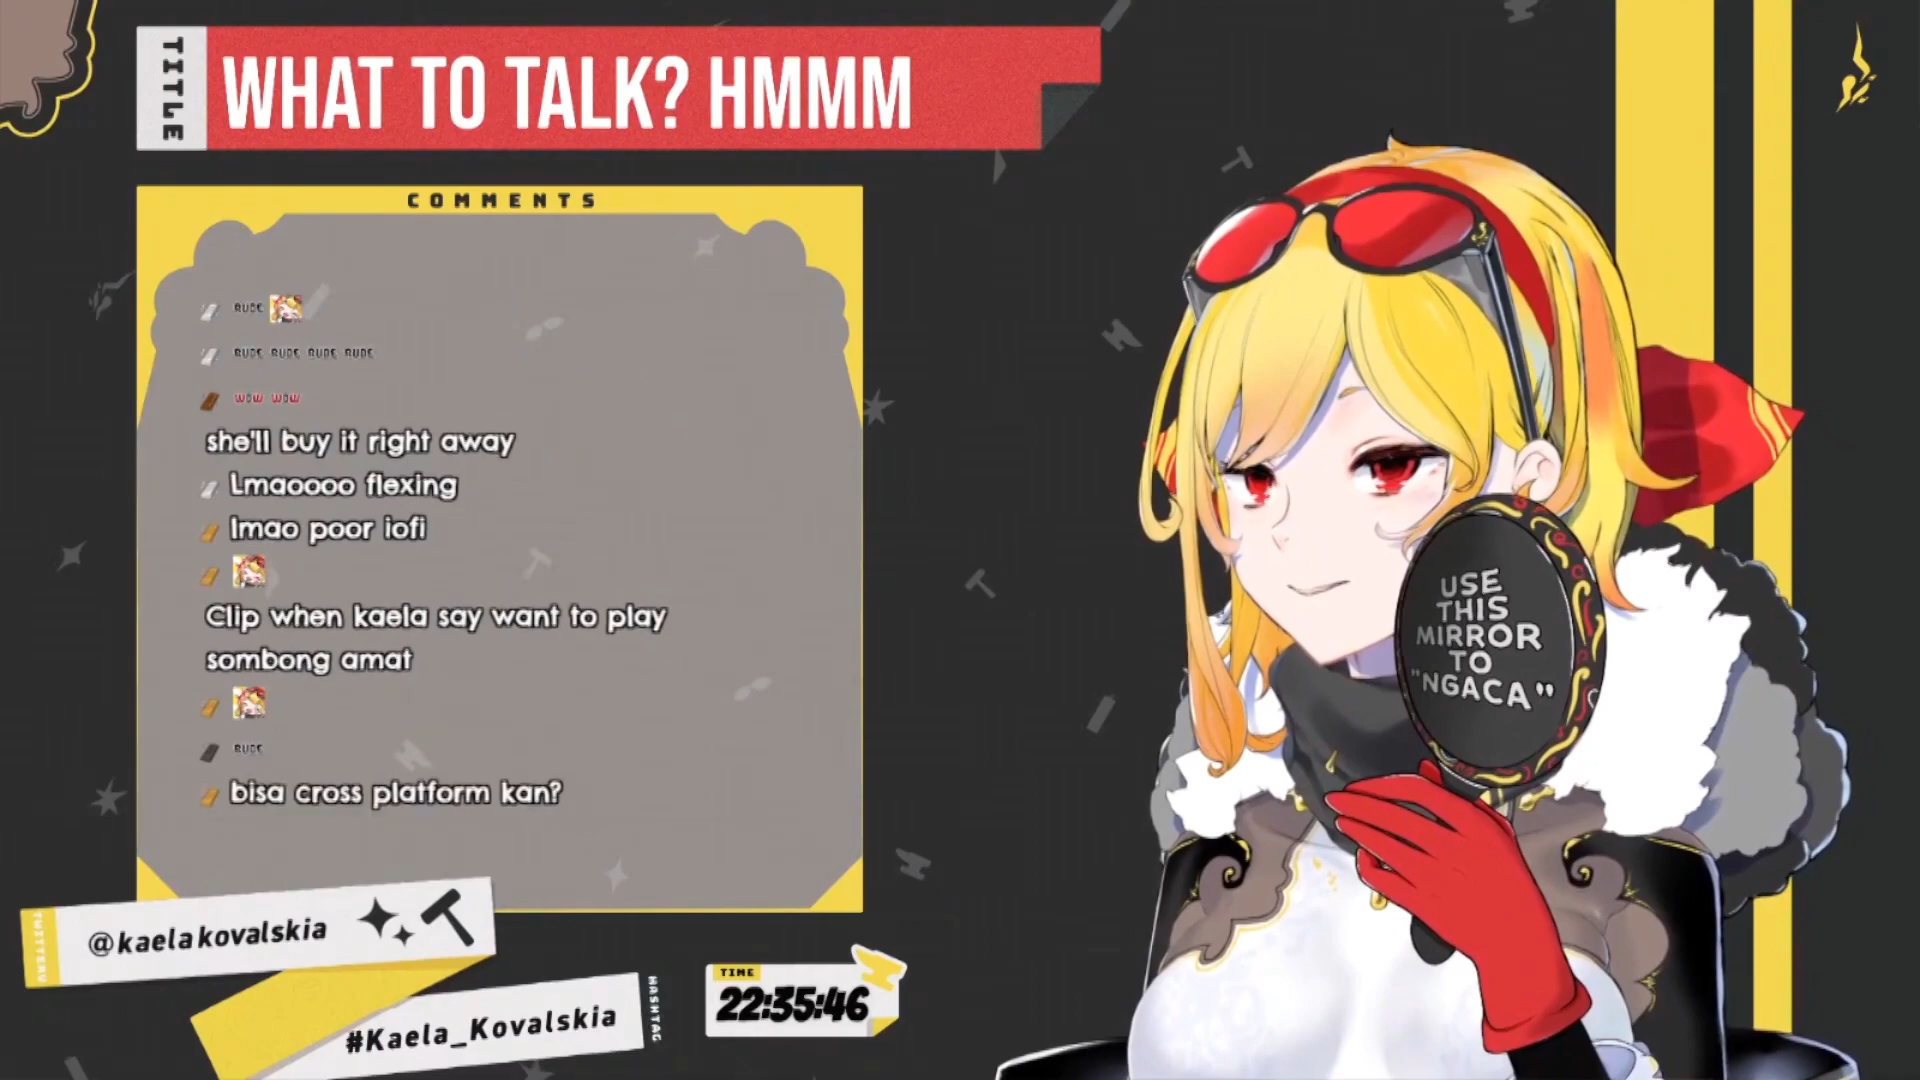 TITLE
WHAT TO TALK? HMMM
COMMENTS
RUDE
RUDE RUDE RUDE RUDE
WOW WOW
she'll buy it right away
Lmaoooo flexing
lmao poor iofi
Clip when kaela say want to play
sombong amat
RUDE
bisa cross platform kan?
USE
THIS
MIRROR
TO
"NGACA"
TWITTER
@kaelakovalskia
#Kaela_Kovalskia
HASHTAG
TIME
22:35:46